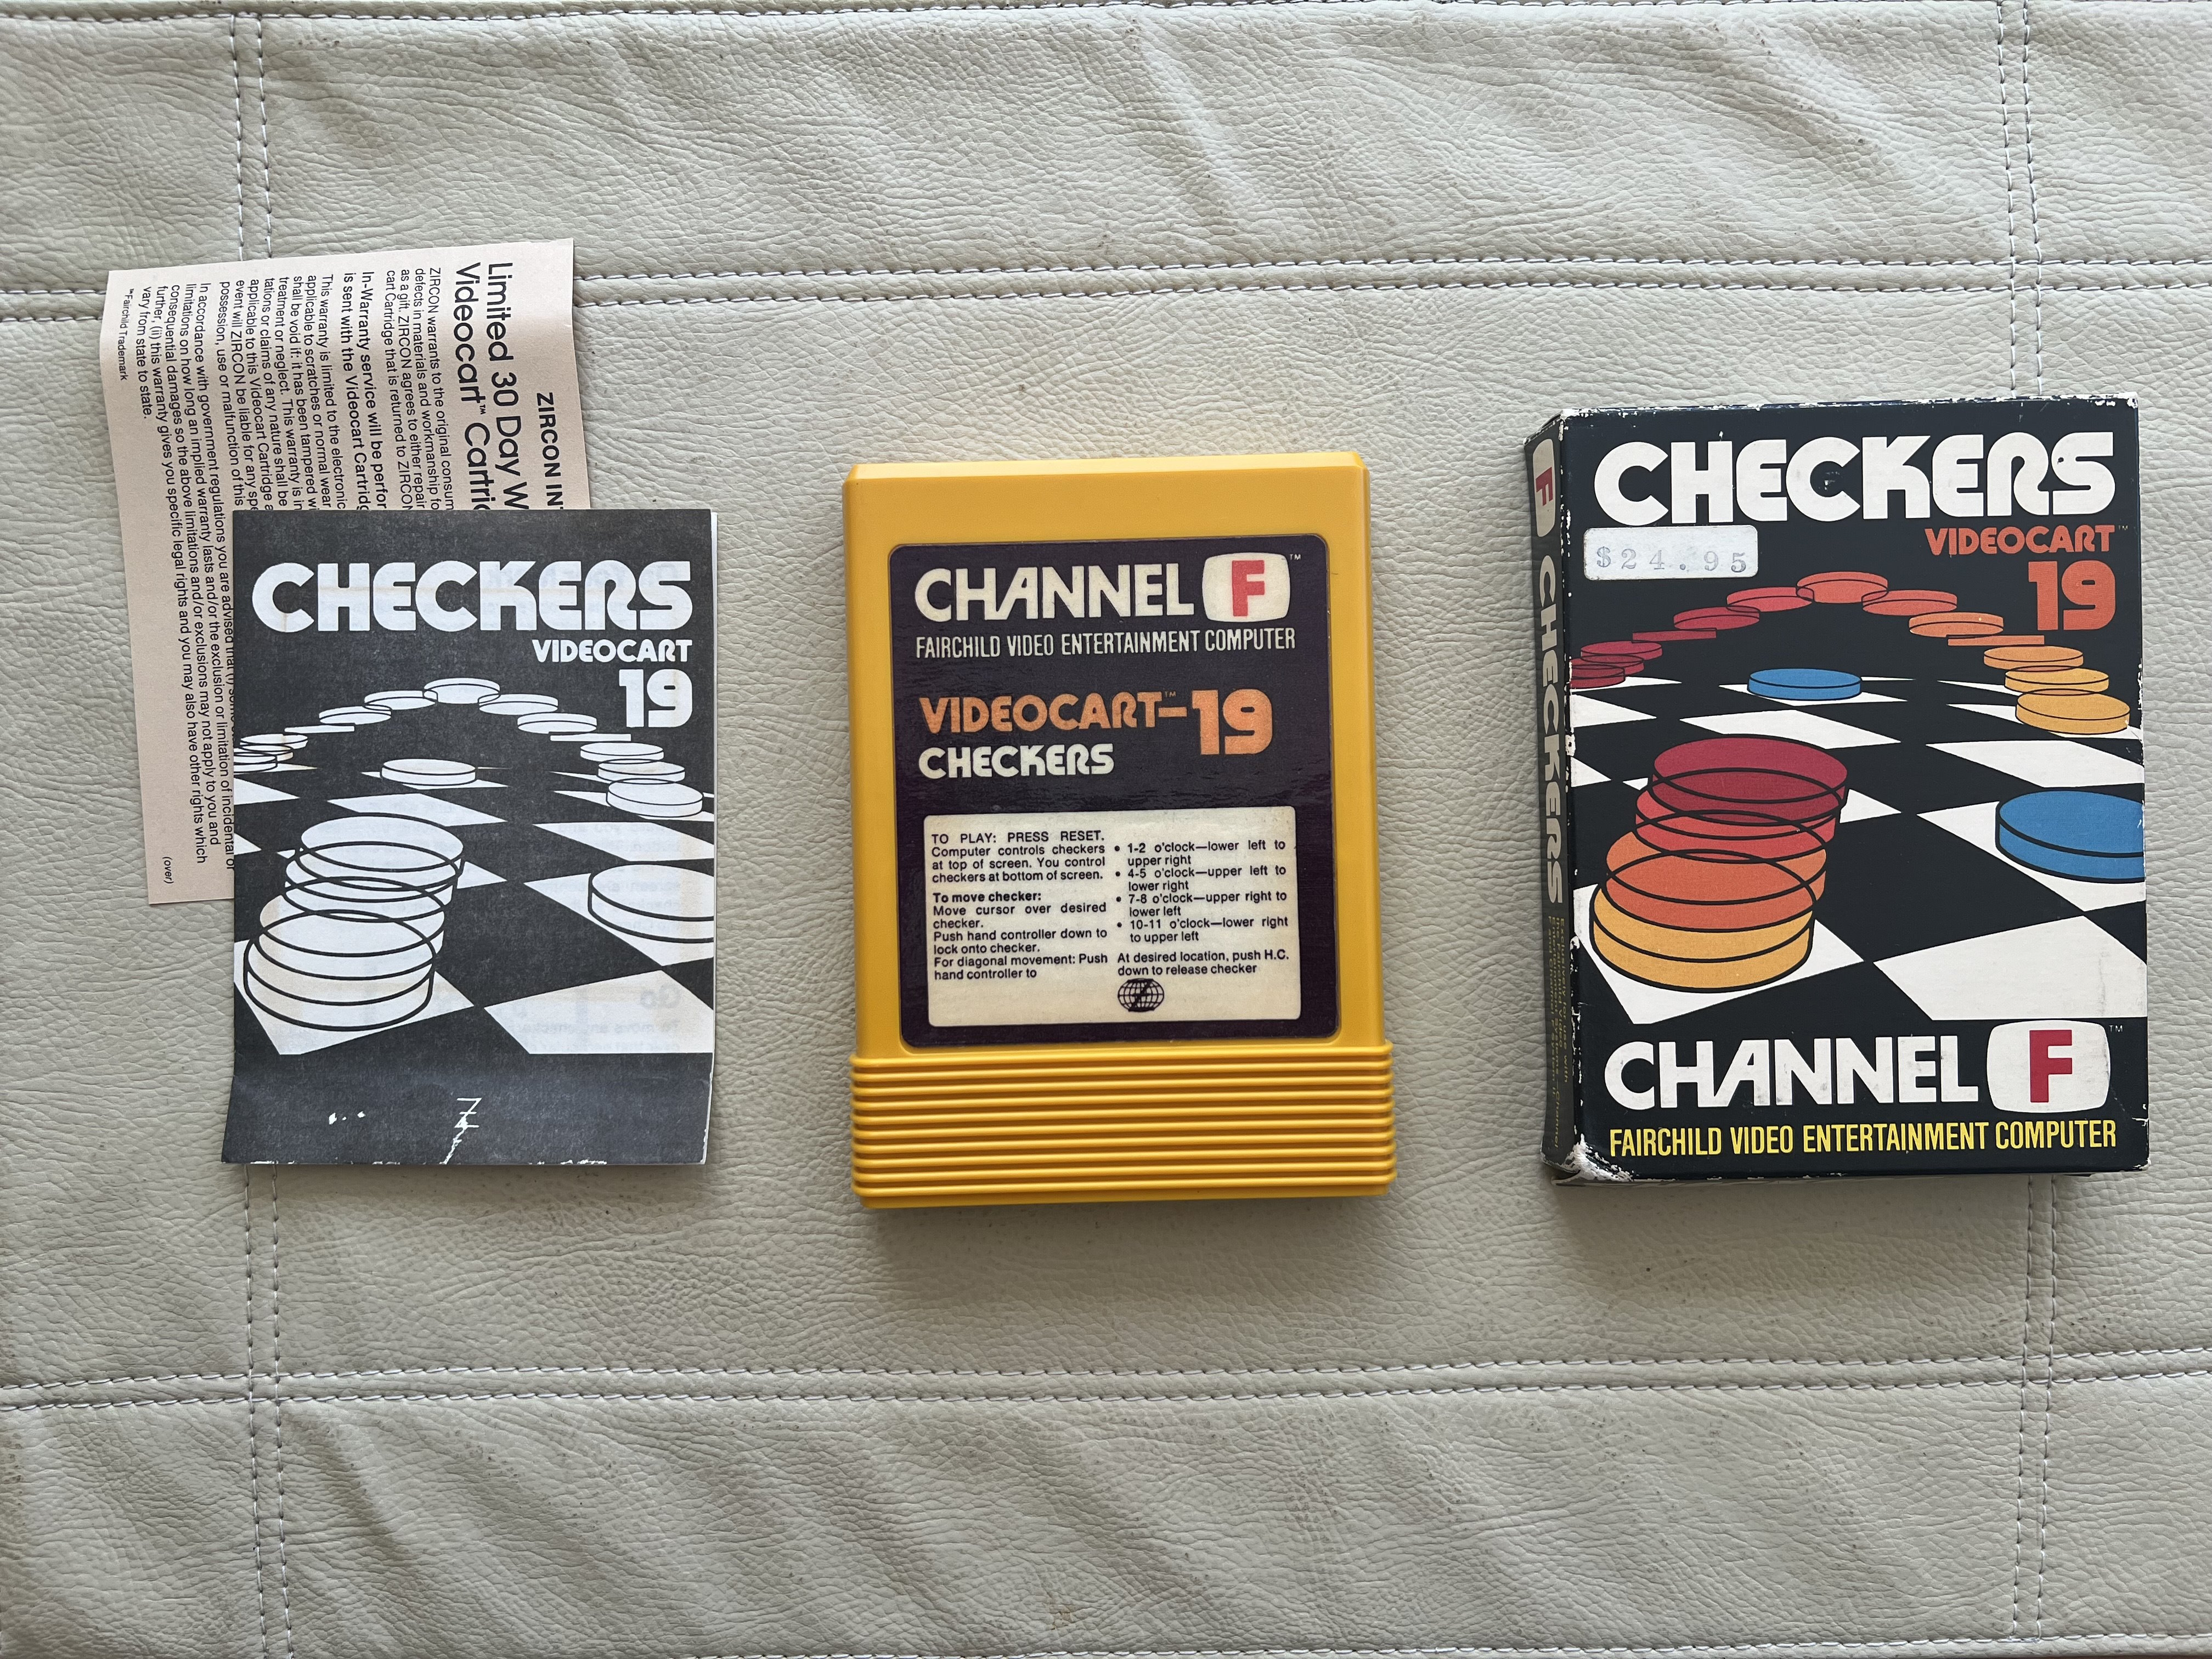 ZIRCON IN
Limited 30 Day W
Videocart™ Cartri
ZIRCON warrants to the original consum
defects in materials and workmanship fo
as a gift. ZIRCON agrees to either repair
cart Cartridge that is returned to ZIRCON
In-Warranty service will be perfor
is sent with the Videocart Cartridg
This warranty is limited to the electronic
applicable to scratches or normal wear
shall be void if: it has been tampered wi
treatment or neglect. This warranty is in
tations or claims of any nature shall be
applicable to this Videocart Cartridge a
event will ZIRCON be liable for any spe
possession, use or malfunction of this
In accordance with government regulations you are advised that (i) some
limitations on how long an implied warranty lasts and/or the exclusion or limitation of incidental or
consequential damages so the above limitations and/or exclusions may not apply to you and
further, (ii) this warranty gives you specific legal rights and you may also have other rights which
vary from state to state.
™Fairchild Trademark
(over)
CHECKERS
VIDEOCART
19
CHANNEL F™
FAIRCHILD VIDEO ENTERTAINMENT COMPUTER
VIDEOCART™-19
CHECKERS
TO PLAY: PRESS RESET.
Computer controls checkers
at top of screen. You control
checkers at bottom of screen.
To move checker:
Move cursor over desired
checker.
Push hand controller down to
lock onto checker.
For diagonal movement: Push
hand controller to
• 1-2 o'clock—lower left to
upper right
• 4-5 o'clock—upper left to
lower right
• 7-8 o'clock—upper right to
lower left
• 10-11 o'clock—lower right
to upper left
At desired location, push H.C.
down to release checker
F CHECKERS
CHECKERS
VIDEOCART™
19
$24.95
CHANNEL F™
FAIRCHILD VIDEO ENTERTAINMENT COMPUTER